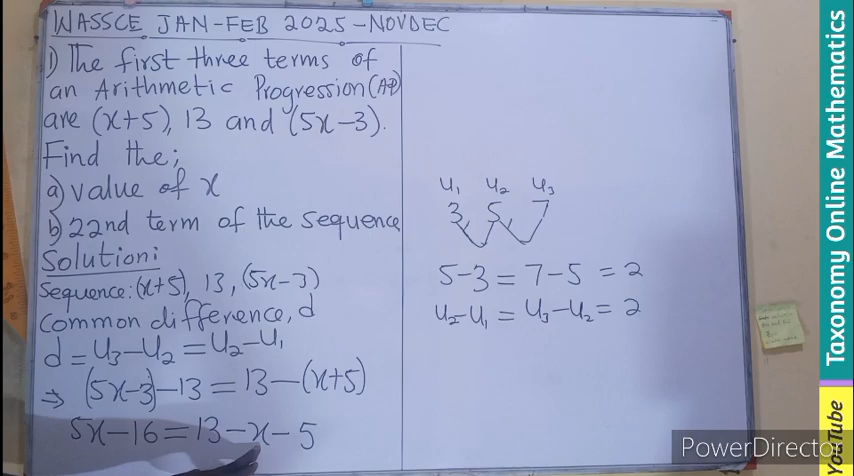 WASSCE JAN-FEB 2025-NOVDEC
1) The first three terms of
an Arithmetic Progression (AP)
are (x+5), 13 and (5x-3).
Find the;
a) value of x
b) 22nd term of the sequence
Solution:
Sequence: (x+5), 13, (5x-3)
Common difference, d
d = U₃-U₂ = U₂-U₁
⇒ (5x-3)-13 = 13-(x+5)
5x-16 = 13-x-5
U₁ U₂ U₃
3, 5, 7
5-3 = 7-5 = 2
U₂-U₁ = U₃-U₂ = 2
Taxonomy Online Mathematics
YouTube
PowerDirector